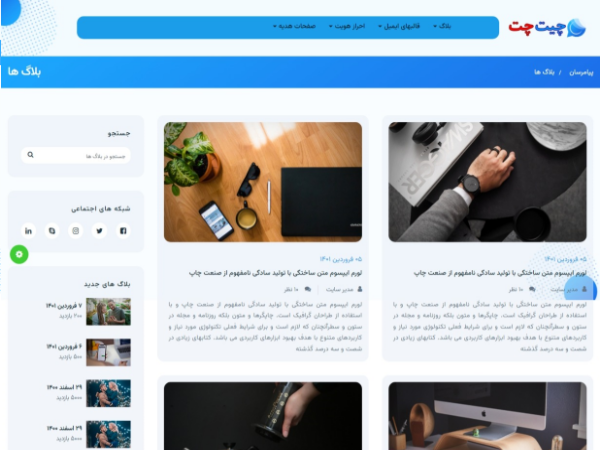 چیت چت
بلاگ
قالبهای ایمیل
احراز هویت
صفحات هدیه
پیامرسان / بلاگ ها
بلاگ ها
۰۵ فروردین ۱۴۰۱
لورم ایپسوم متن ساختگی با تولید سادگی نامفهوم از صنعت چاپ
مدیر سایت
۱۰ نظر
لورم ایپسوم متن ساختگی با تولید سادگی نامفهوم از صنعت چاپ و با
استفاده از طراحان گرافیک است. چاپگرها و متون بلکه روزنامه و مجله در
ستون و سطرآنچنان که لازم است و برای شرایط فعلی تکنولوژی مورد نیاز و
کاربردهای متنوع با هدف بهبود ابزارهای کاربردی می باشد. کتابهای زیادی در
شصت و سه درصد گذشته
۰۵ فروردین ۱۴۰۱
لورم ایپسوم متن ساختگی با تولید سادگی نامفهوم از صنعت چاپ
مدیر سایت
۱۰ نظر
لورم ایپسوم متن ساختگی با تولید سادگی نامفهوم از صنعت چاپ و با
استفاده از طراحان گرافیک است. چاپگرها و متون بلکه روزنامه و مجله در
ستون و سطرآنچنان که لازم است و برای شرایط فعلی تکنولوژی مورد نیاز و
کاربردهای متنوع با هدف بهبود ابزارهای کاربردی می باشد. کتابهای زیادی در
شصت و سه درصد گذشته
جستجو
جستجو در بلاگ ها
شبکه های اجتماعی
بلاگ های جدید
۷ فروردین ۱۴۰۱
۲۰۰ بازدید
۶ فروردین ۱۴۰۱
۵۰۰ بازدید
۲۹ اسفند ۱۴۰۰
۵۰۰۰ بازدید
۲۹ اسفند ۱۴۰۰
۵۰۰۰ بازدید